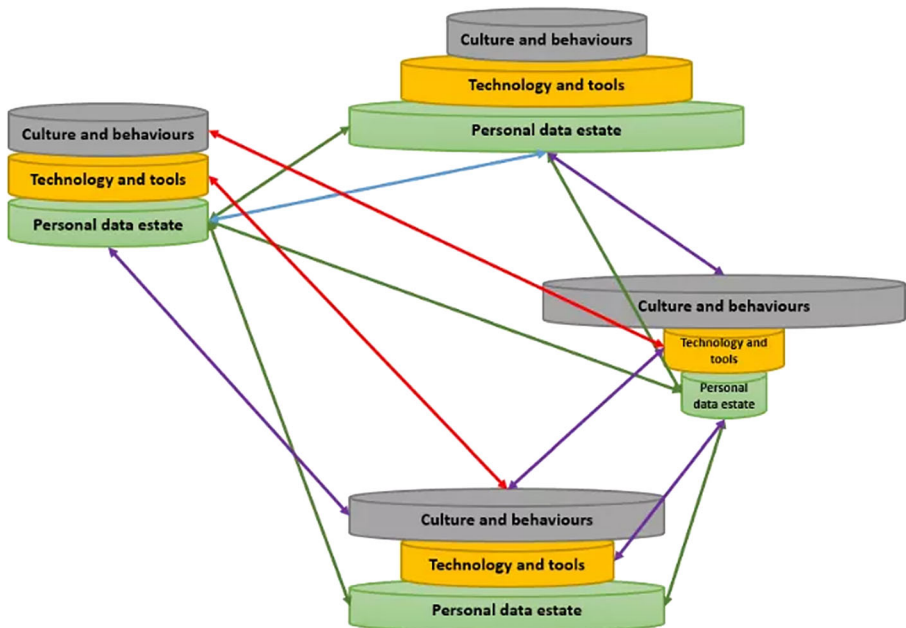 Culture and behaviours
Technology and tools
Personal data estate
Culture and behaviours
Technology and tools
Personal data estate
Culture and behaviours
Technology and
tools
Personal
data estate
Culture and behaviours
Technology and tools
Personal data estate